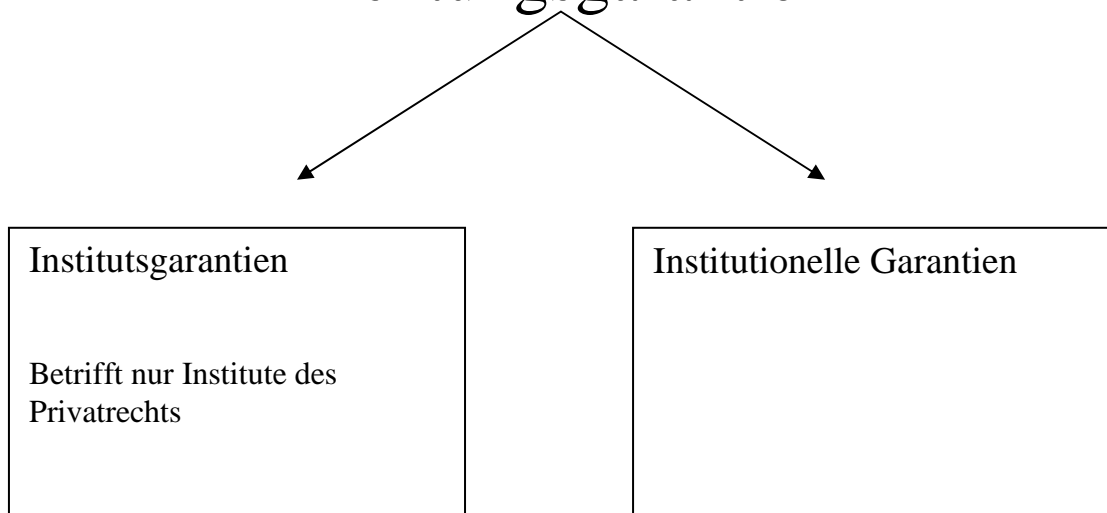 Institutsgarantien
Institutionelle Garantien
Betrifft nur Institute des
Privatrechts